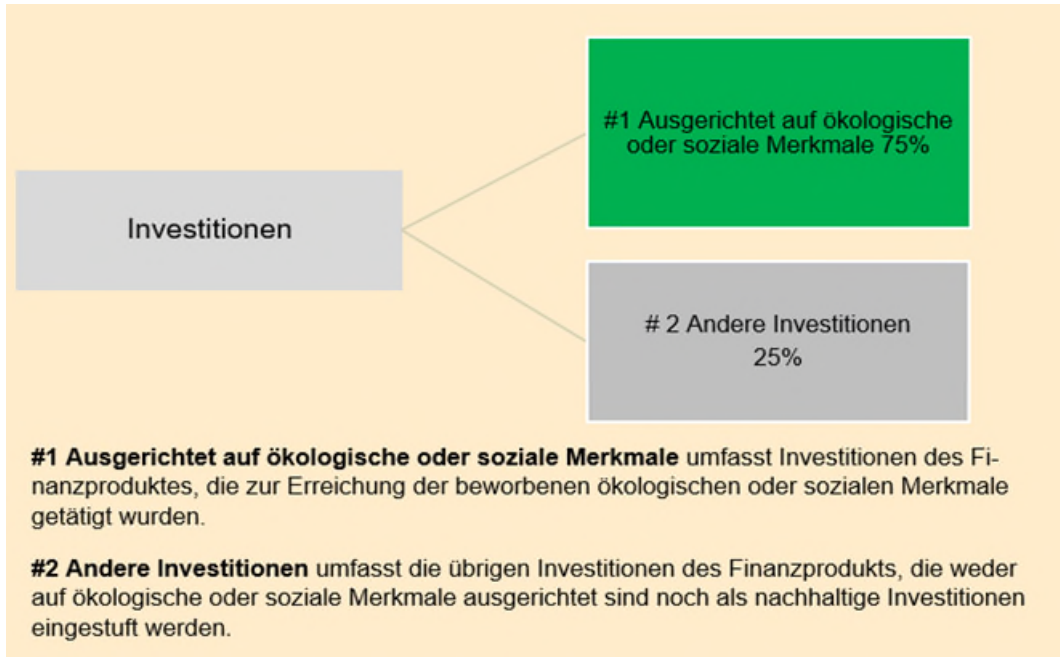 #1 Ausgerichtet auf ökologische
oder soziale Merkmale 75%
Investitionen
# 2 Andere Investitionen
25%
#1 Ausgerichtet auf ökologische oder soziale Merkmale umfasst Investitionen des Fi-
nanzproduktes, die zur Erreichung der beworbenen ökologischen oder sozialen Merkmale
getätigt wurden.
#2 Andere Investitionen umfasst die übrigen Investitionen des Finanzprodukts, die weder
auf ökologische oder soziale Merkmale ausgerichtet sind noch als nachhaltige Investitionen
eingestuft werden.